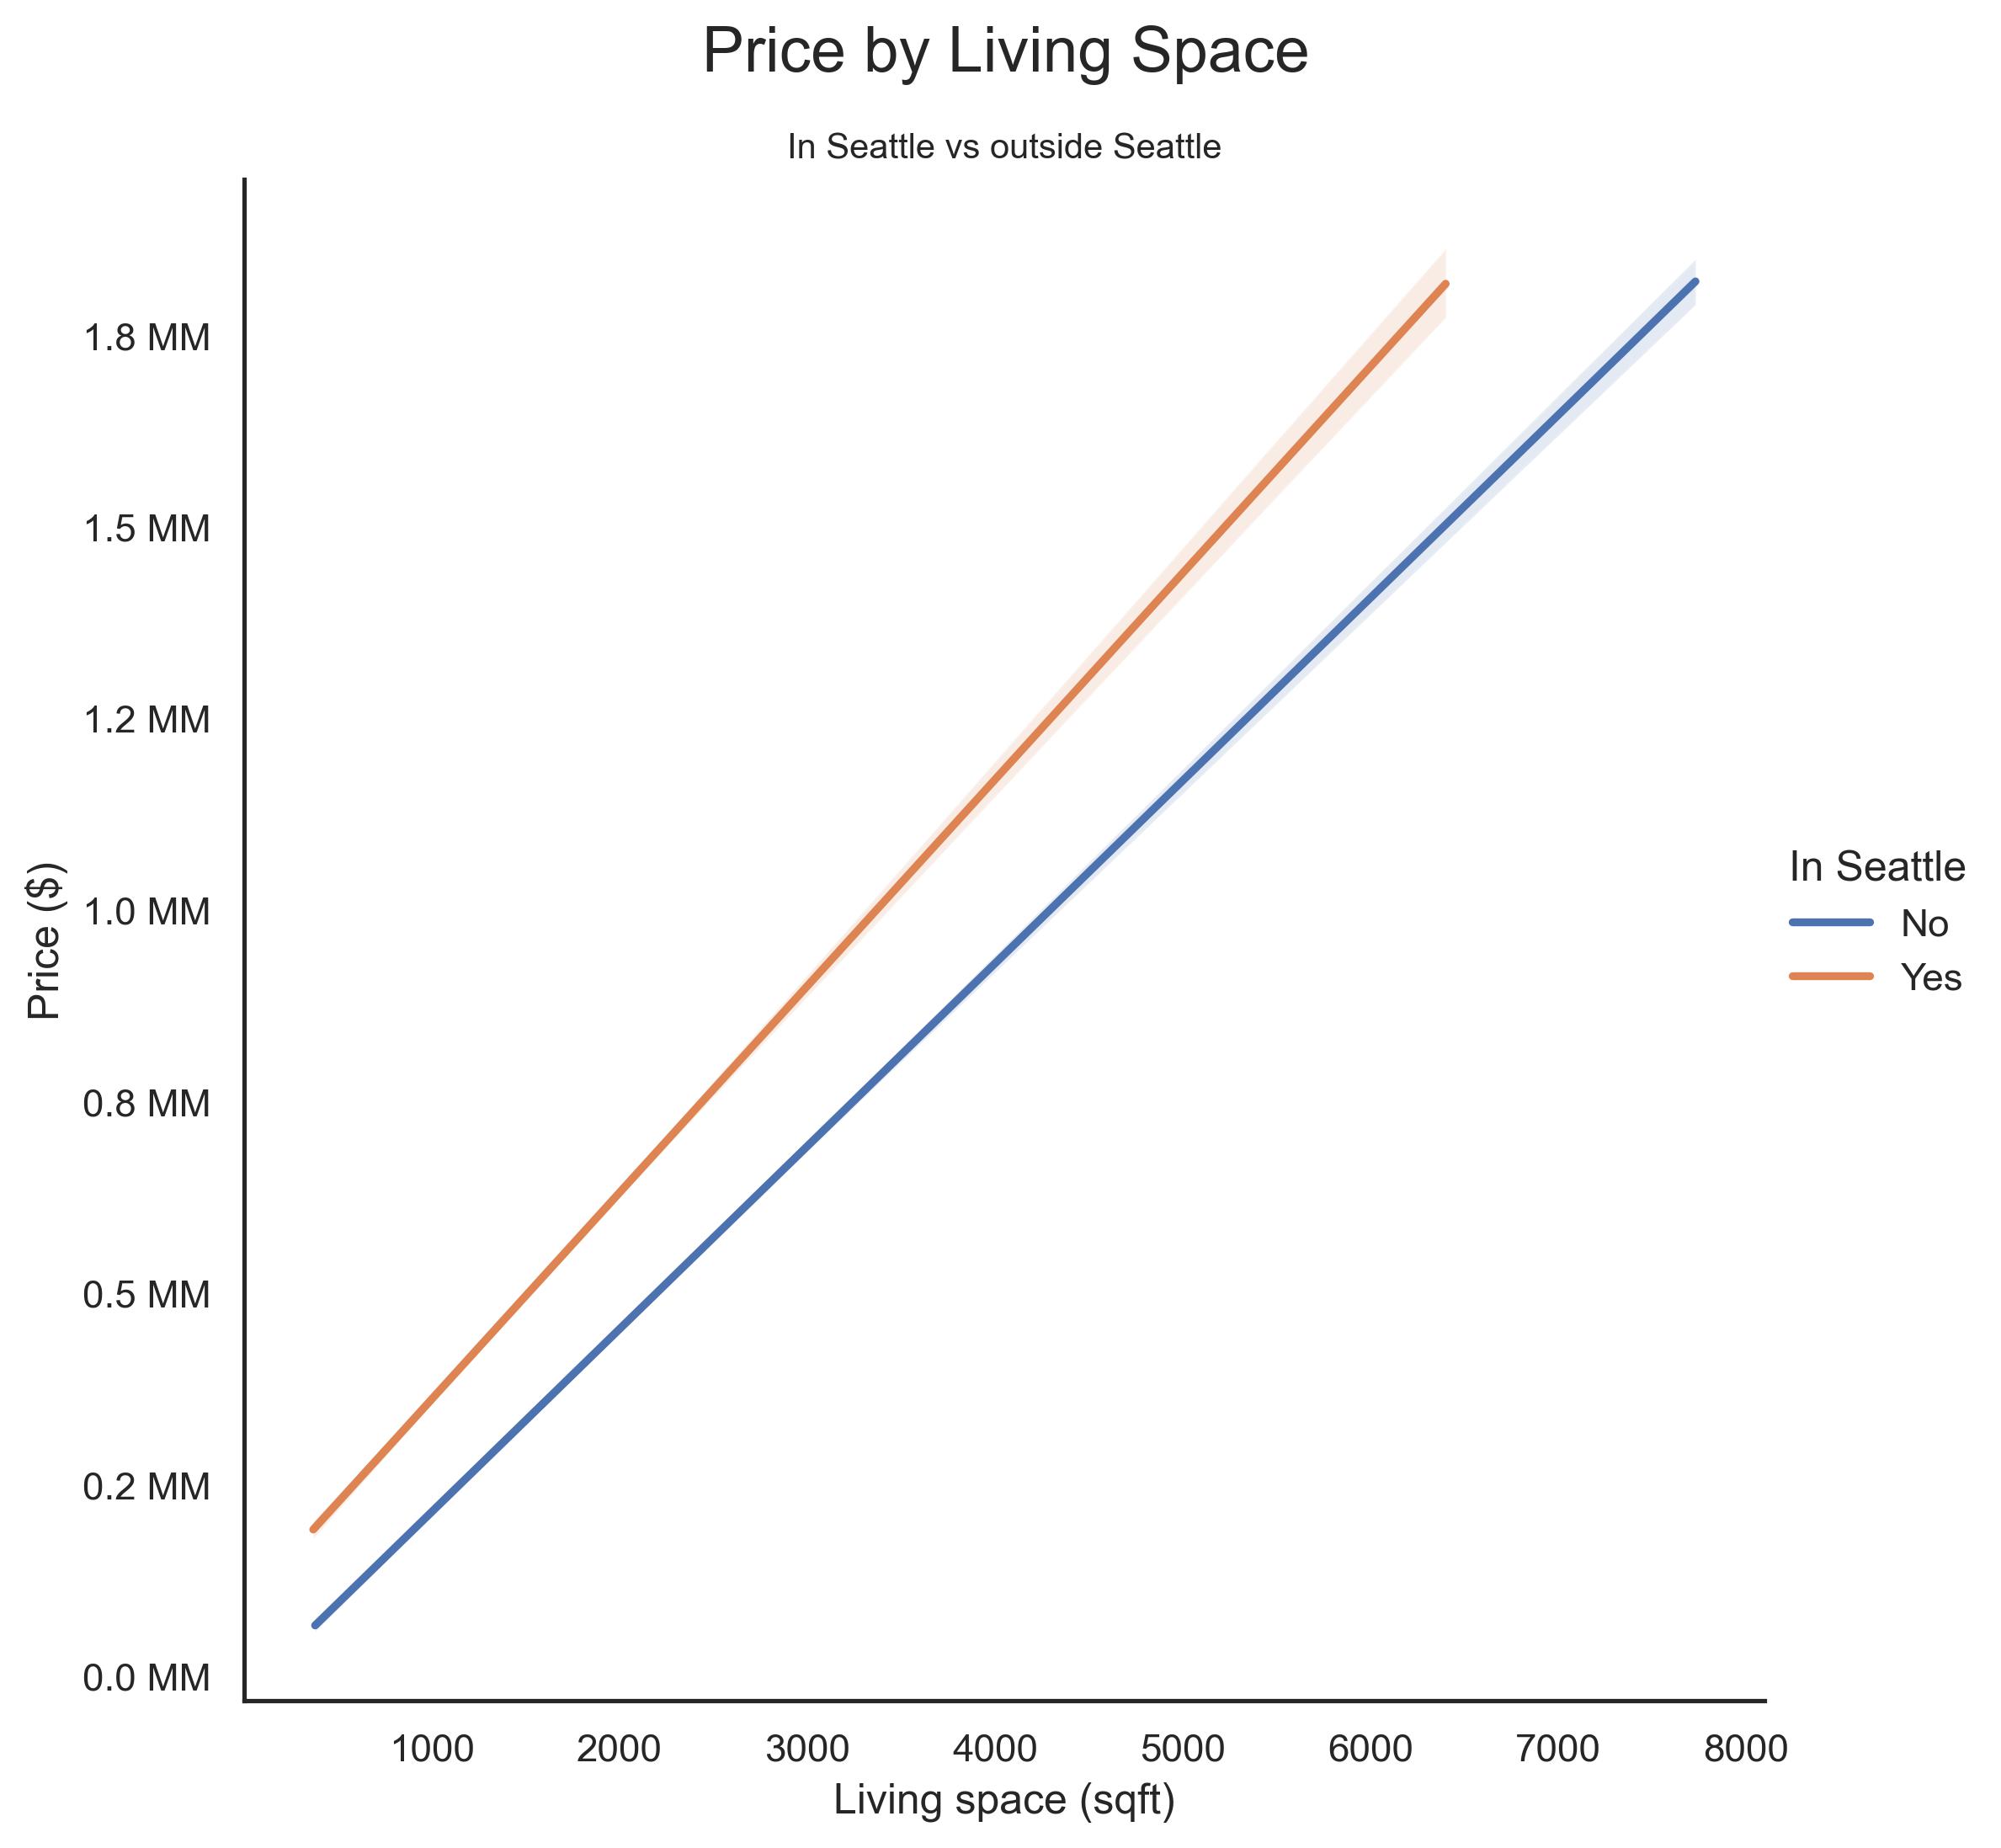 Price by Living Space
In Seattle vs outside Seattle
Price ($)
1.8 MM
1.5 MM
1.2 MM
1.0 MM
0.8 MM
0.5 MM
0.2 MM
0.0 MM
1000 2000 3000 4000 5000 6000 7000 8000
Living space (sqft)
In Seattle
No
Yes